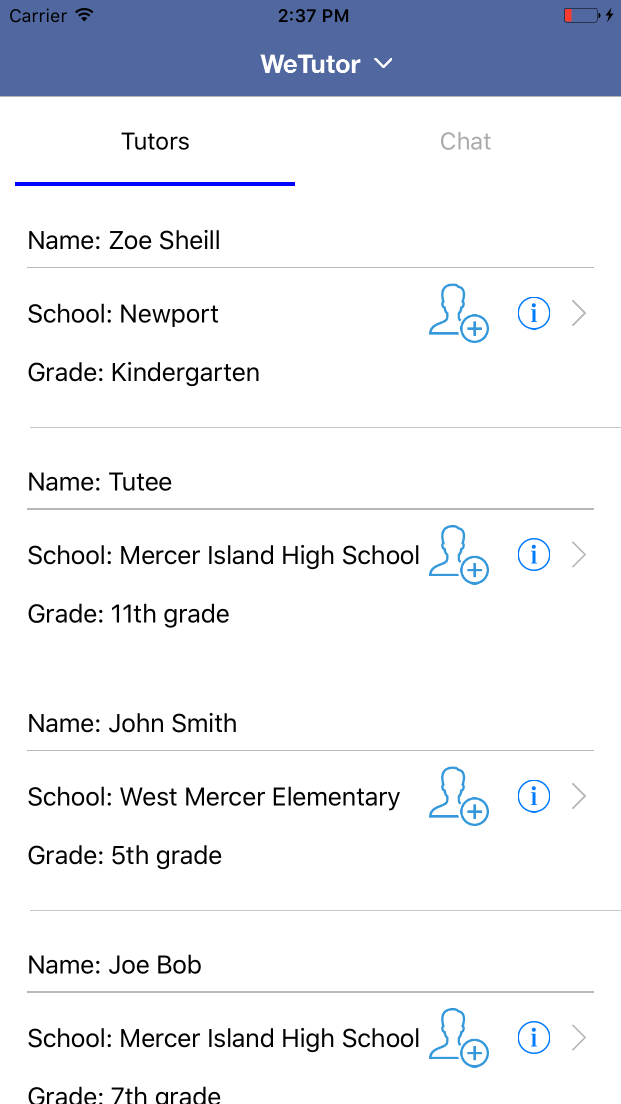 Carrier 2:37 PM
WeTutor
Tutors Chat
Name: Zoe Sheill
School: Newport
Grade: Kindergarten
Name: Tutee
School: Mercer Island High School
Grade: 11th grade
Name: John Smith
School: West Mercer Elementary
Grade: 5th grade
Name: Joe Bob
School: Mercer Island High School
Grade: 7th grade